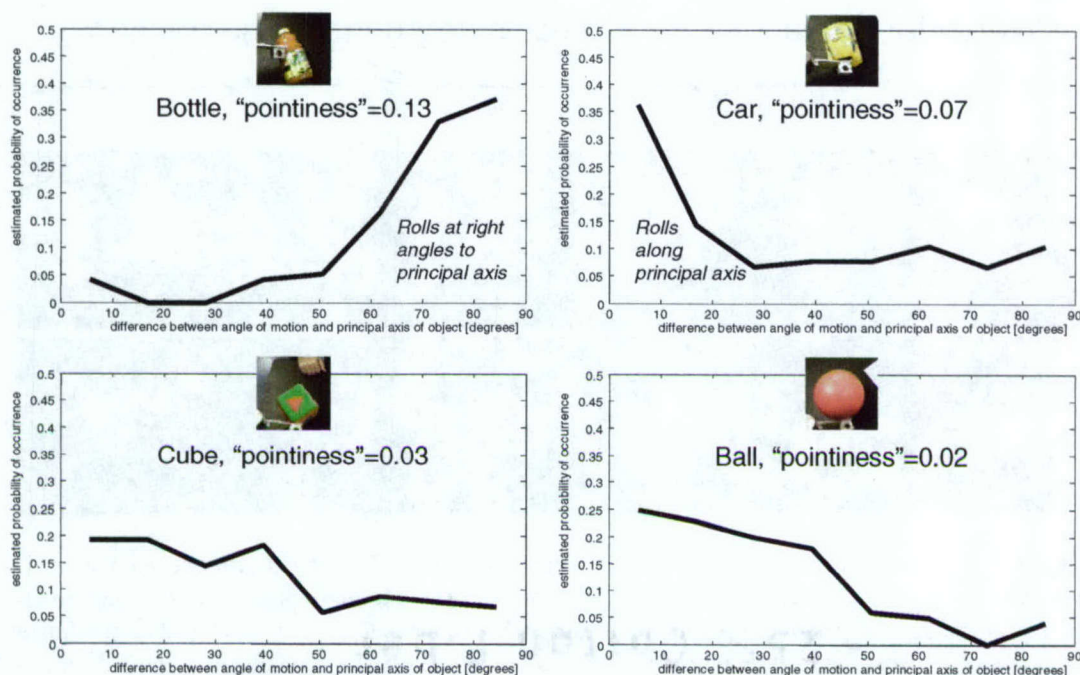 0.5
0.45
0.4
0.35
0.3
0.25
0.2
0.15
0.1
0.05
0
estimated probability of occurrence
Bottle, “pointiness”=0.13
Rolls at right
angles to
principal axis
0 10 20 30 40 50 60 70 80 90
difference between angle of motion and principal axis of object [degrees]
0.5
0.45
0.4
0.35
0.3
0.25
0.2
0.15
0.1
0.05
0
estimated probability of occurrence
Car, “pointiness”=0.07
Rolls
along
principal axis
0 10 20 30 40 50 60 70 80 90
difference between angle of motion and principal axis of object [degrees]
0.5
0.45
0.4
0.35
0.3
0.25
0.2
0.15
0.1
0.05
0
estimated probability of occurrence
Cube, “pointiness”=0.03
0 10 20 30 40 50 60 70 80 90
difference between angle of motion and principal axis of object [degrees]
0.5
0.45
0.4
0.35
0.3
0.25
0.2
0.15
0.1
0.05
0
estimated probability of occurrence
Ball, “pointiness”=0.02
0 10 20 30 40 50 60 70 80 90
difference between angle of motion and principal axis of object [degrees]